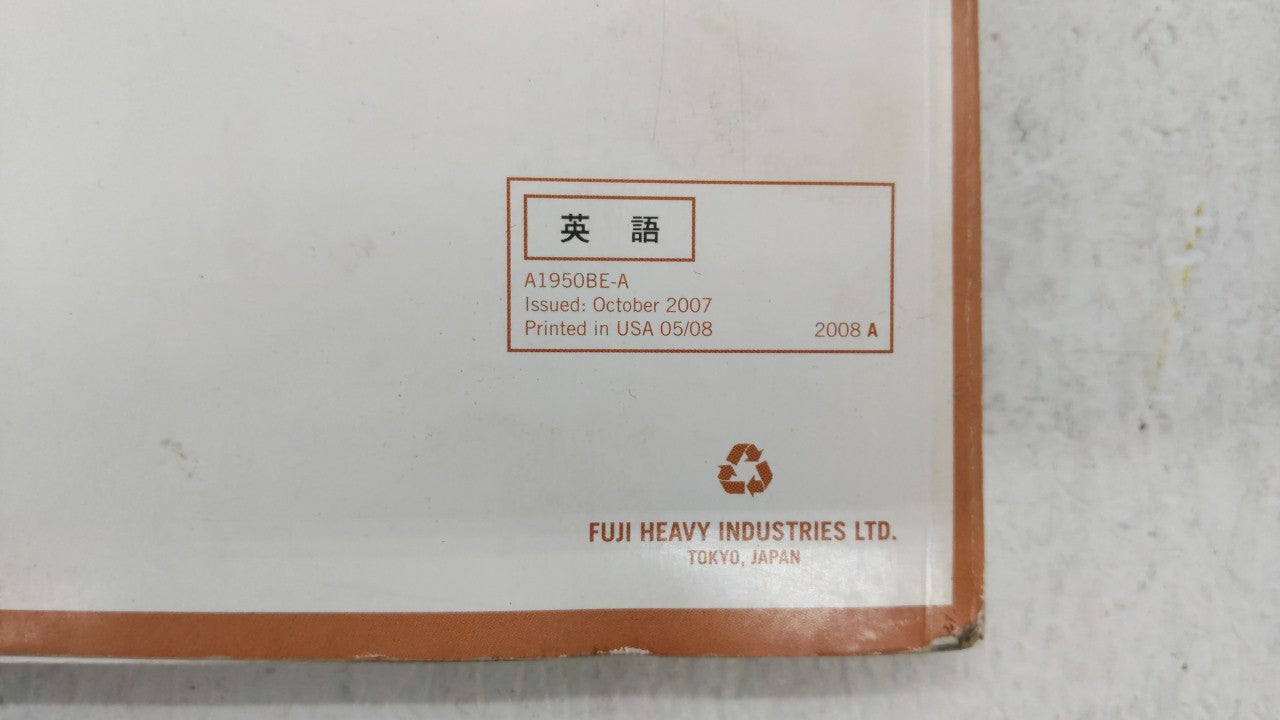 英 語
A1950BE-A
Issued: October 2007
Printed in USA 05/08 2008 A
FUJI HEAVY INDUSTRIES LTD.
TOKYO, JAPAN